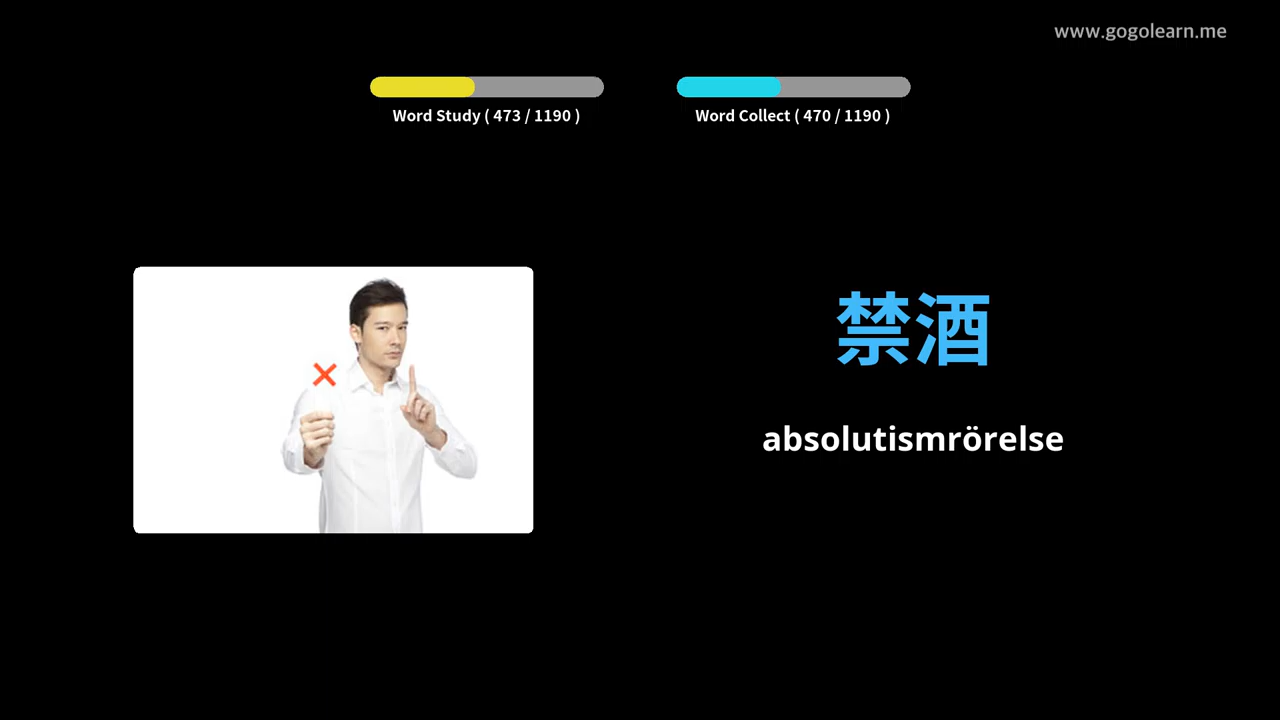 www.gogolearn.me
Word Study ( 473 / 1190 )
Word Collect ( 470 / 1190 )
禁酒
absolutismrörelse